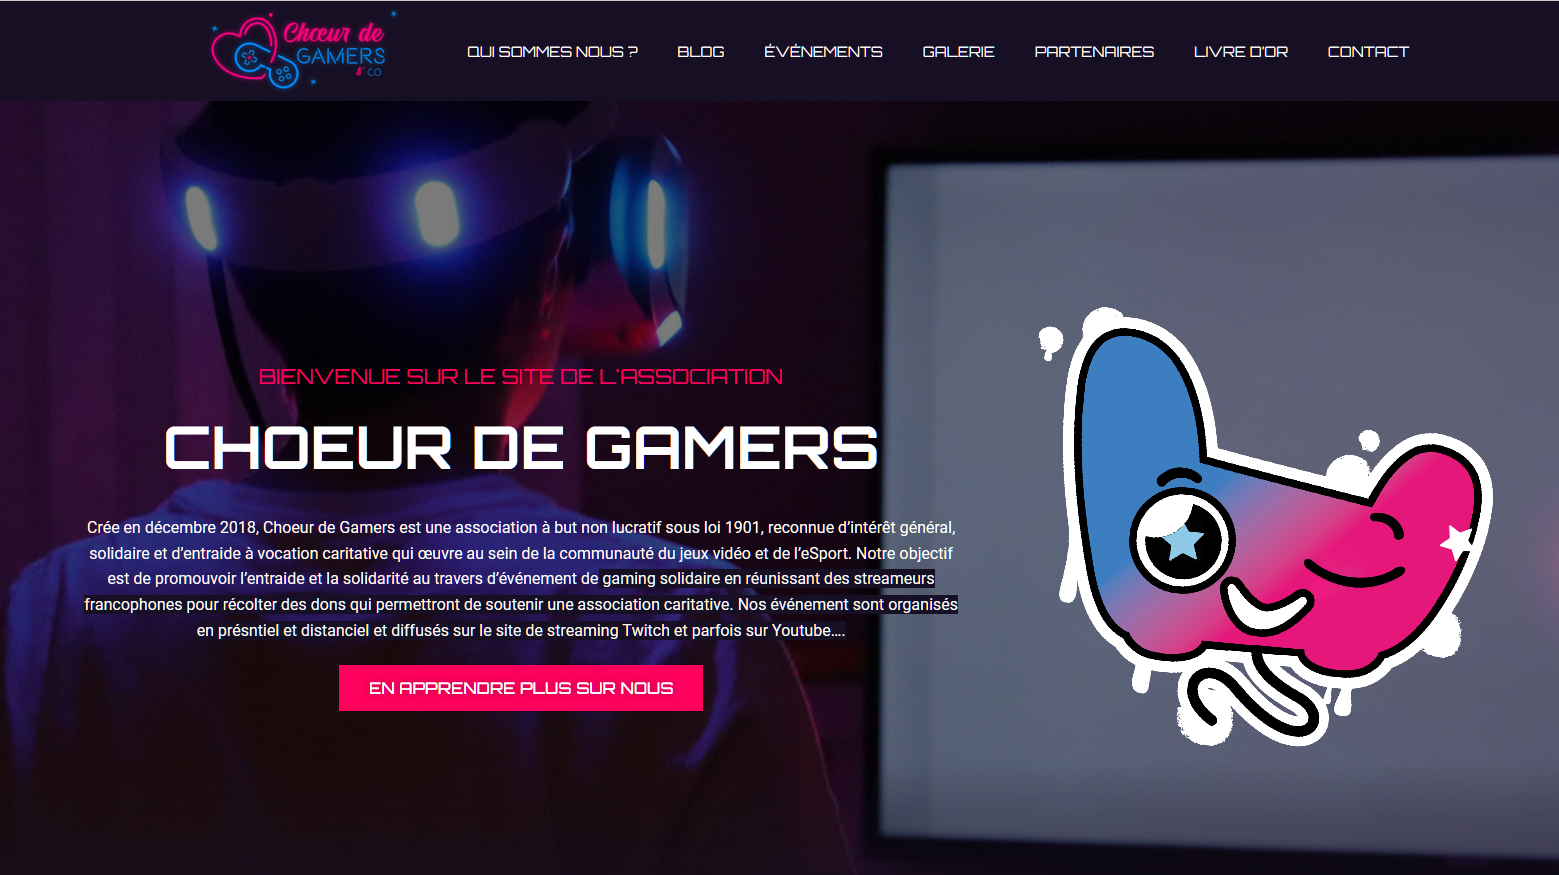 Chœur de
GAMERS
& CO
QUI SOMMES NOUS ?
BLOG
ÉVÉNEMENTS
GALERIE
PARTENAIRES
LIVRE D'OR
CONTACT
BIENVENUE SUR LE SITE DE L'ASSOCIATION
CHOEUR DE GAMERS
Crée en décembre 2018, Choeur de Gamers est une association à but non lucratif sous loi 1901, reconnue d'intérêt général,
solidaire et d'entraide à vocation caritative qui œuvre au sein de la communauté du jeux vidéo et de l'eSport. Notre objectif
est de promouvoir l'entraide et la solidarité au travers d'événement de gaming solidaire en réunissant des streameurs
francophones pour récolter des dons qui permettront de soutenir une association caritative. Nos événement sont organisés
en présntiel et distanciel et diffusés sur le site de streaming Twitch et parfois sur Youtube....
EN APPRENDRE PLUS SUR NOUS